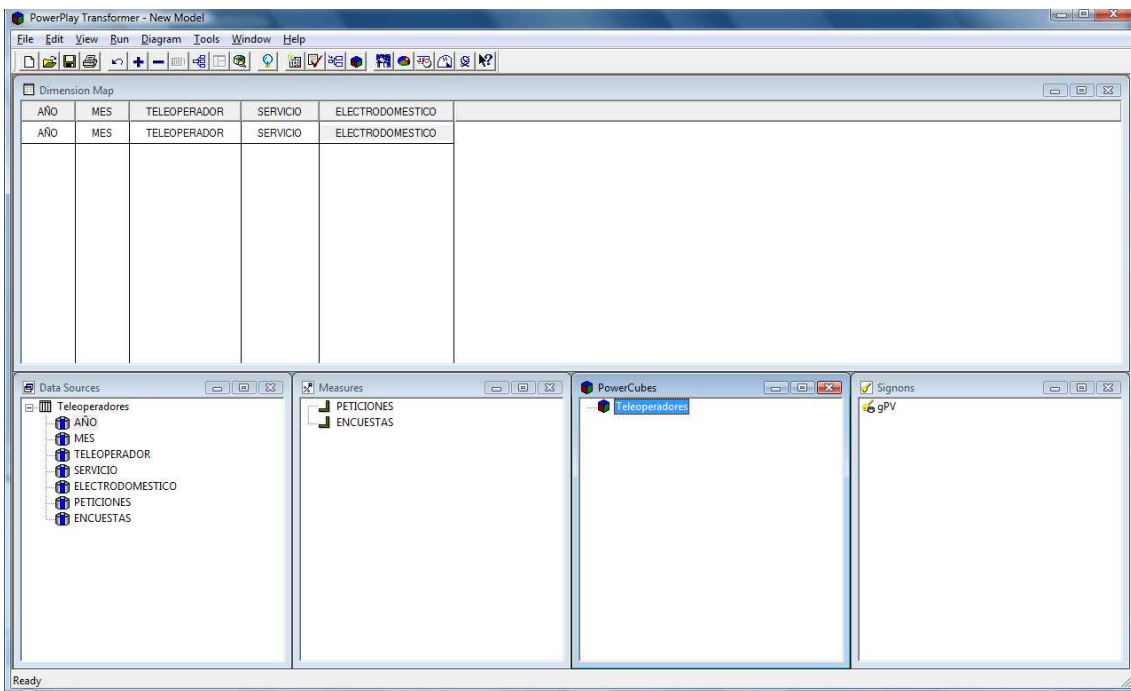 PowerPlay Transformer - New Model
File Edit View Run Diagram Tools Window Help
Dimension Map
AÑO MES TELEOPERADOR SERVICIO ELECTRODOMESTICO
AÑO MES TELEOPERADOR SERVICIO ELECTRODOMESTICO
Data Sources
Teleoperadores
AÑO
MES
TELEOPERADOR
SERVICIO
ELECTRODOMESTICO
PETICIONES
ENCUESTAS
Measures
PETICIONES
ENCUESTAS
PowerCubes
Teleoperadores
Signons
gPV
Ready